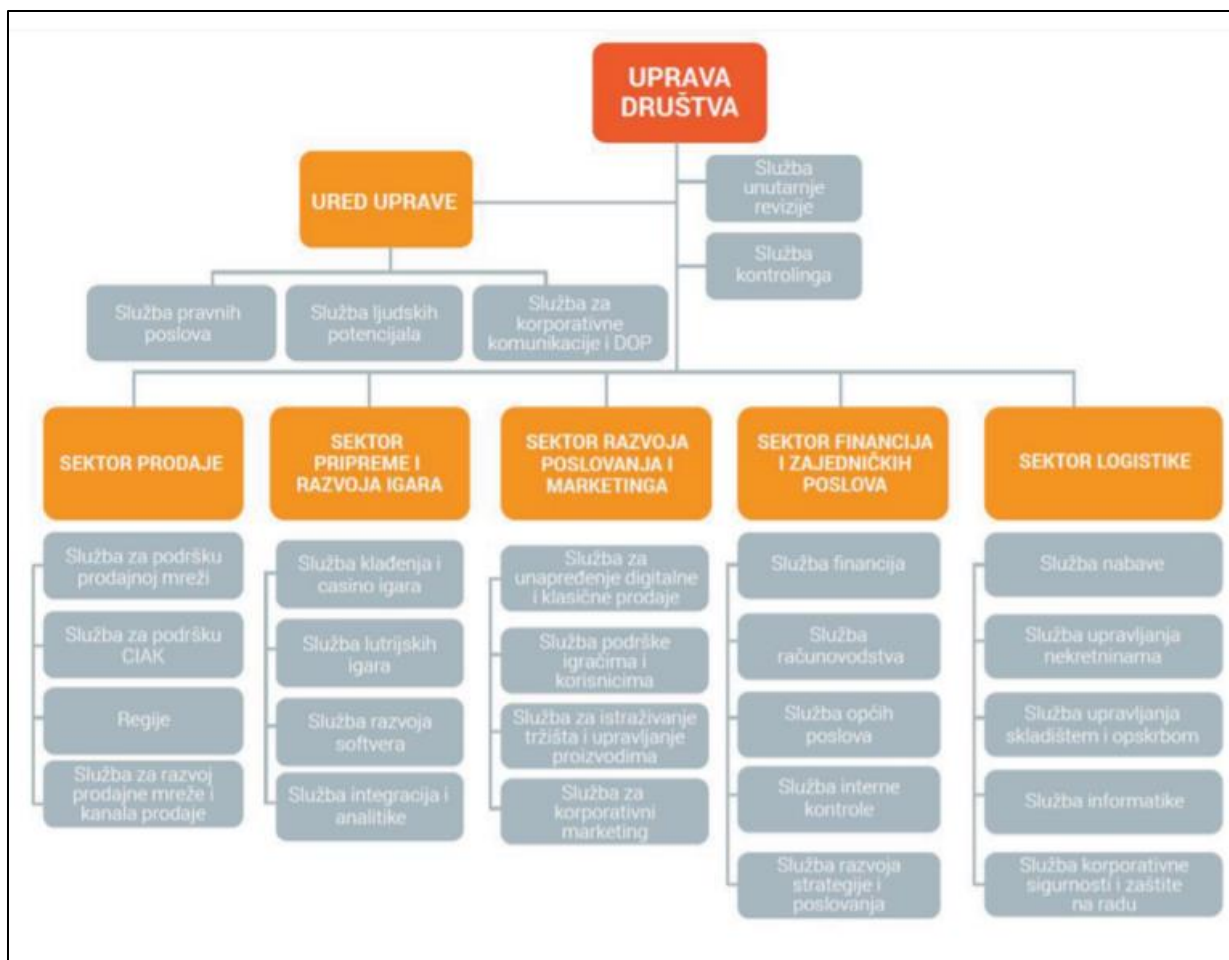 UPRAVA
DRUŠTVA
Služba
unutarnje
revizije
URED UPRAVE
Služba
kontrolinga
Služba pravnih
poslova
Služba ljudskih
potencijala
Služba za
korporativne
komunikacije i DOP
SEKTOR PRODAJE
SEKTOR
PRIPREME I
RAZVOJA IGARA
SEKTOR RAZVOJA
POSLOVANJA I
MARKETINGA
SEKTOR FINANCIJA
I ZAJEDNIČKIH
POSLOVA
SEKTOR LOGISTIKE
Služba za podršku
prodajnoj mreži
Služba za podršku
CIAK
Regije
Služba za razvoj
prodajne mreže i
kanala prodaje
Služba klađenja i
casino igara
Služba lutrijskih
igara
Služba razvoja
softvera
Služba integracija i
analitike
Služba za
unapređenje digitalne
i klasične prodaje
Služba podrške
igračima i
korisnicima
Služba za istraživanje
tržišta i upravljanje
proizvodima
Služba za
korporativni
marketing
Služba financija
Služba
računovodstva
Služba općih
poslova
Služba interne
kontrole
Služba razvoja
strategije i
poslovanja
Služba nabave
Služba upravljanja
nekretninama
Služba upravljanja
skladištem i opskrbom
Služba informatike
Služba korporativne
sigurnosti i zaštite
na radu